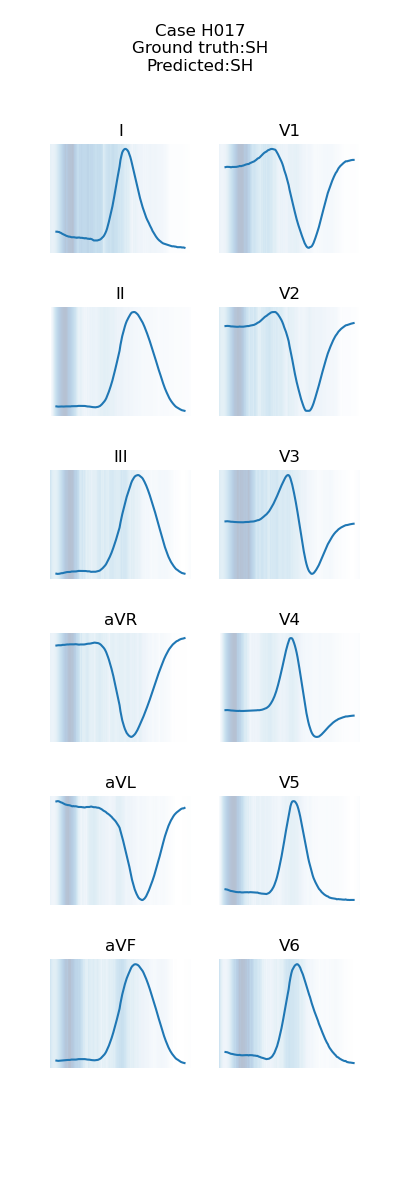 Case H017
Ground truth:SH
Predicted:SH
I
V1
II
V2
III
V3
aVR
V4
aVL
V5
aVF
V6